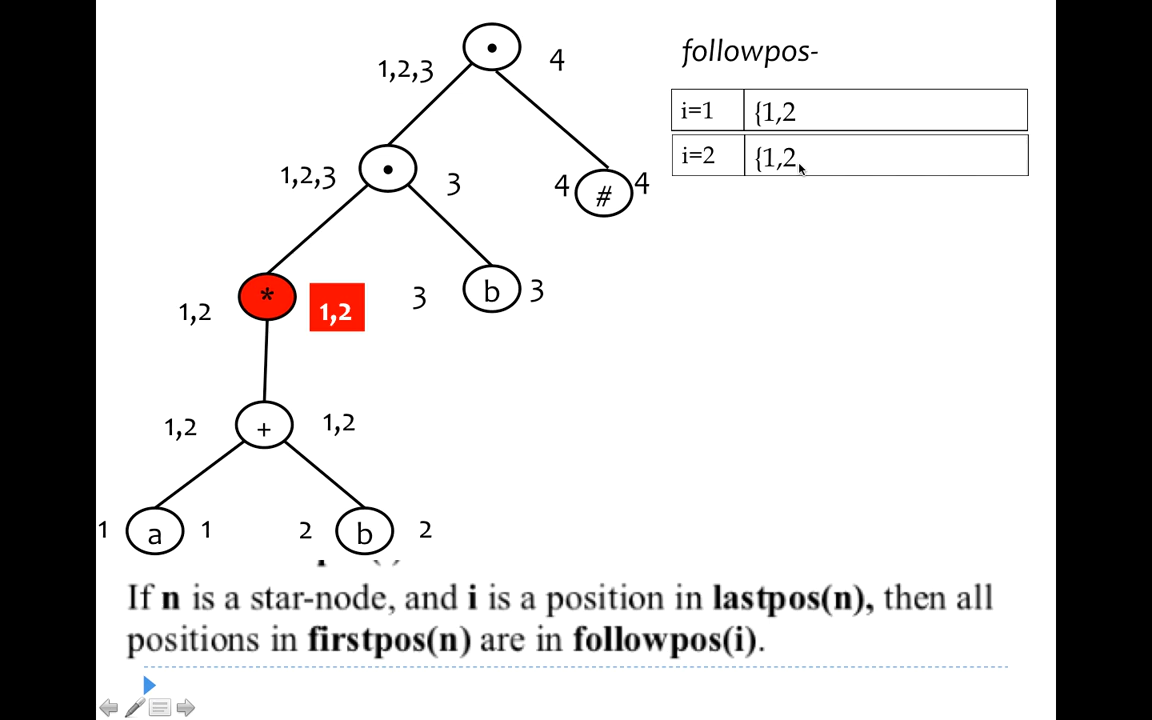 •
1,2,3
4
followpos-
i=1 {1,2
i=2 {1,2
•
1,2,3
3
4
#
4
*
1,2
1,2
3
b
3
+
1,2
1,2
1
a
1
2
b
2
If n is a star-node, and i is a position in lastpos(n), then all
positions in firstpos(n) are in followpos(i).